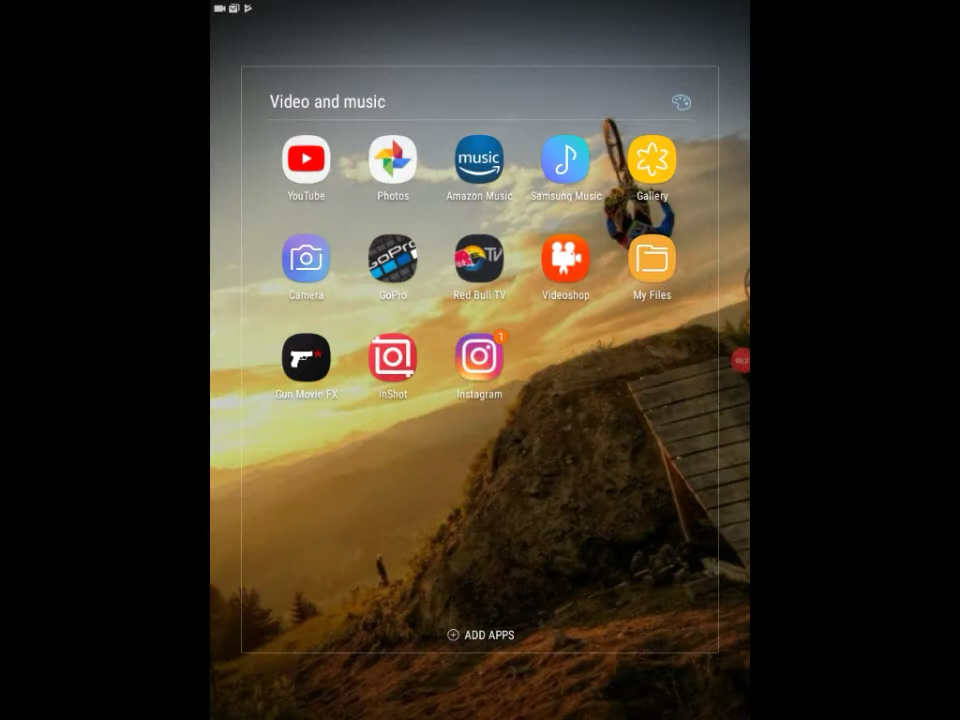 Video and music
music
YouTube
Photos
Amazon Music
Samsung Music
Gallery
GoPro
TV
Camera
GoPro
Red Bull TV
Videoshop
My Files
1
Gun Movie FX
InShot
Instagram
ADD APPS